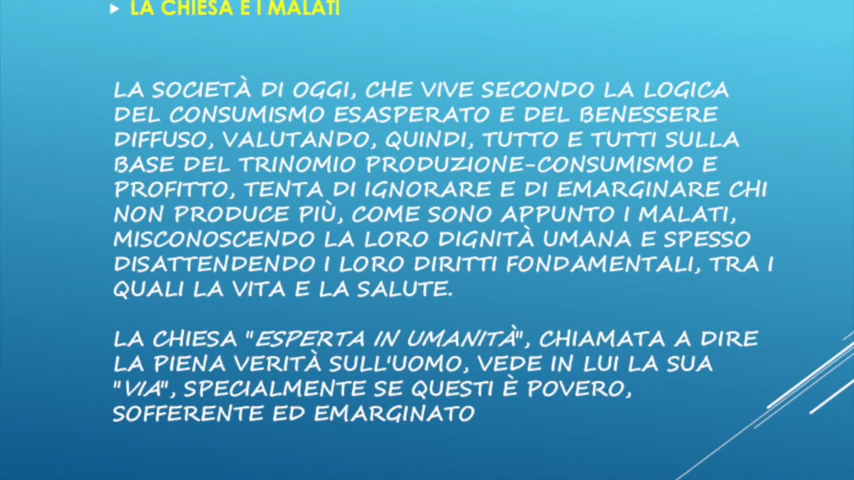 LA CHIESA E I MALATI
LA SOCIETÀ DI OGGI, CHE VIVE SECONDO LA LOGICA
DEL CONSUMISMO ESASPERATO E DEL BENESSERE
DIFFUSO, VALUTANDO, QUINDI, TUTTO E TUTTI SULLA
BASE DEL TRINOMIO PRODUZIONE-CONSUMISMO E
PROFITTO, TENTA DI IGNORARE E DI EMARGINARE CHI
NON PRODUCE PIÙ, COME SONO APPUNTO I MALATI,
MISCONOSCENDO LA LORO DIGNITÀ UMANA E SPESSO
DISATTENDENDO I LORO DIRITTI FONDAMENTALI, TRA I
QUALI LA VITA E LA SALUTE.
LA CHIESA "ESPERTA IN UMANITÀ", CHIAMATA A DIRE
LA PIENA VERITÀ SULL'UOMO, VEDE IN LUI LA SUA
"VIA", SPECIALMENTE SE QUESTI È POVERO,
SOFFERENTE ED EMARGINATO